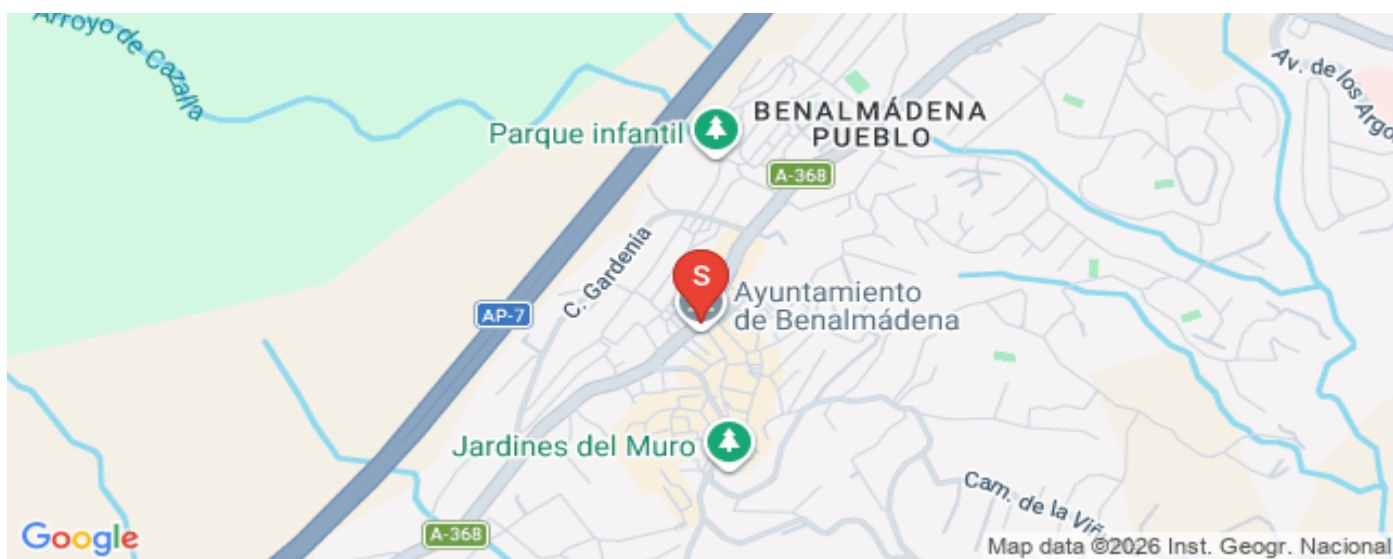 Arroyo de Cazalla
Av. de los Argo
BENALMÁDENA
PUEBLO
Parque infantil
A-368
C. Gardenia
S
Ayuntamiento
de Benalmádena
AP-7
Jardines del Muro
Cam. de la Viñ
A-368
Google
Map data ©2026 Inst. Geogr. Nacional